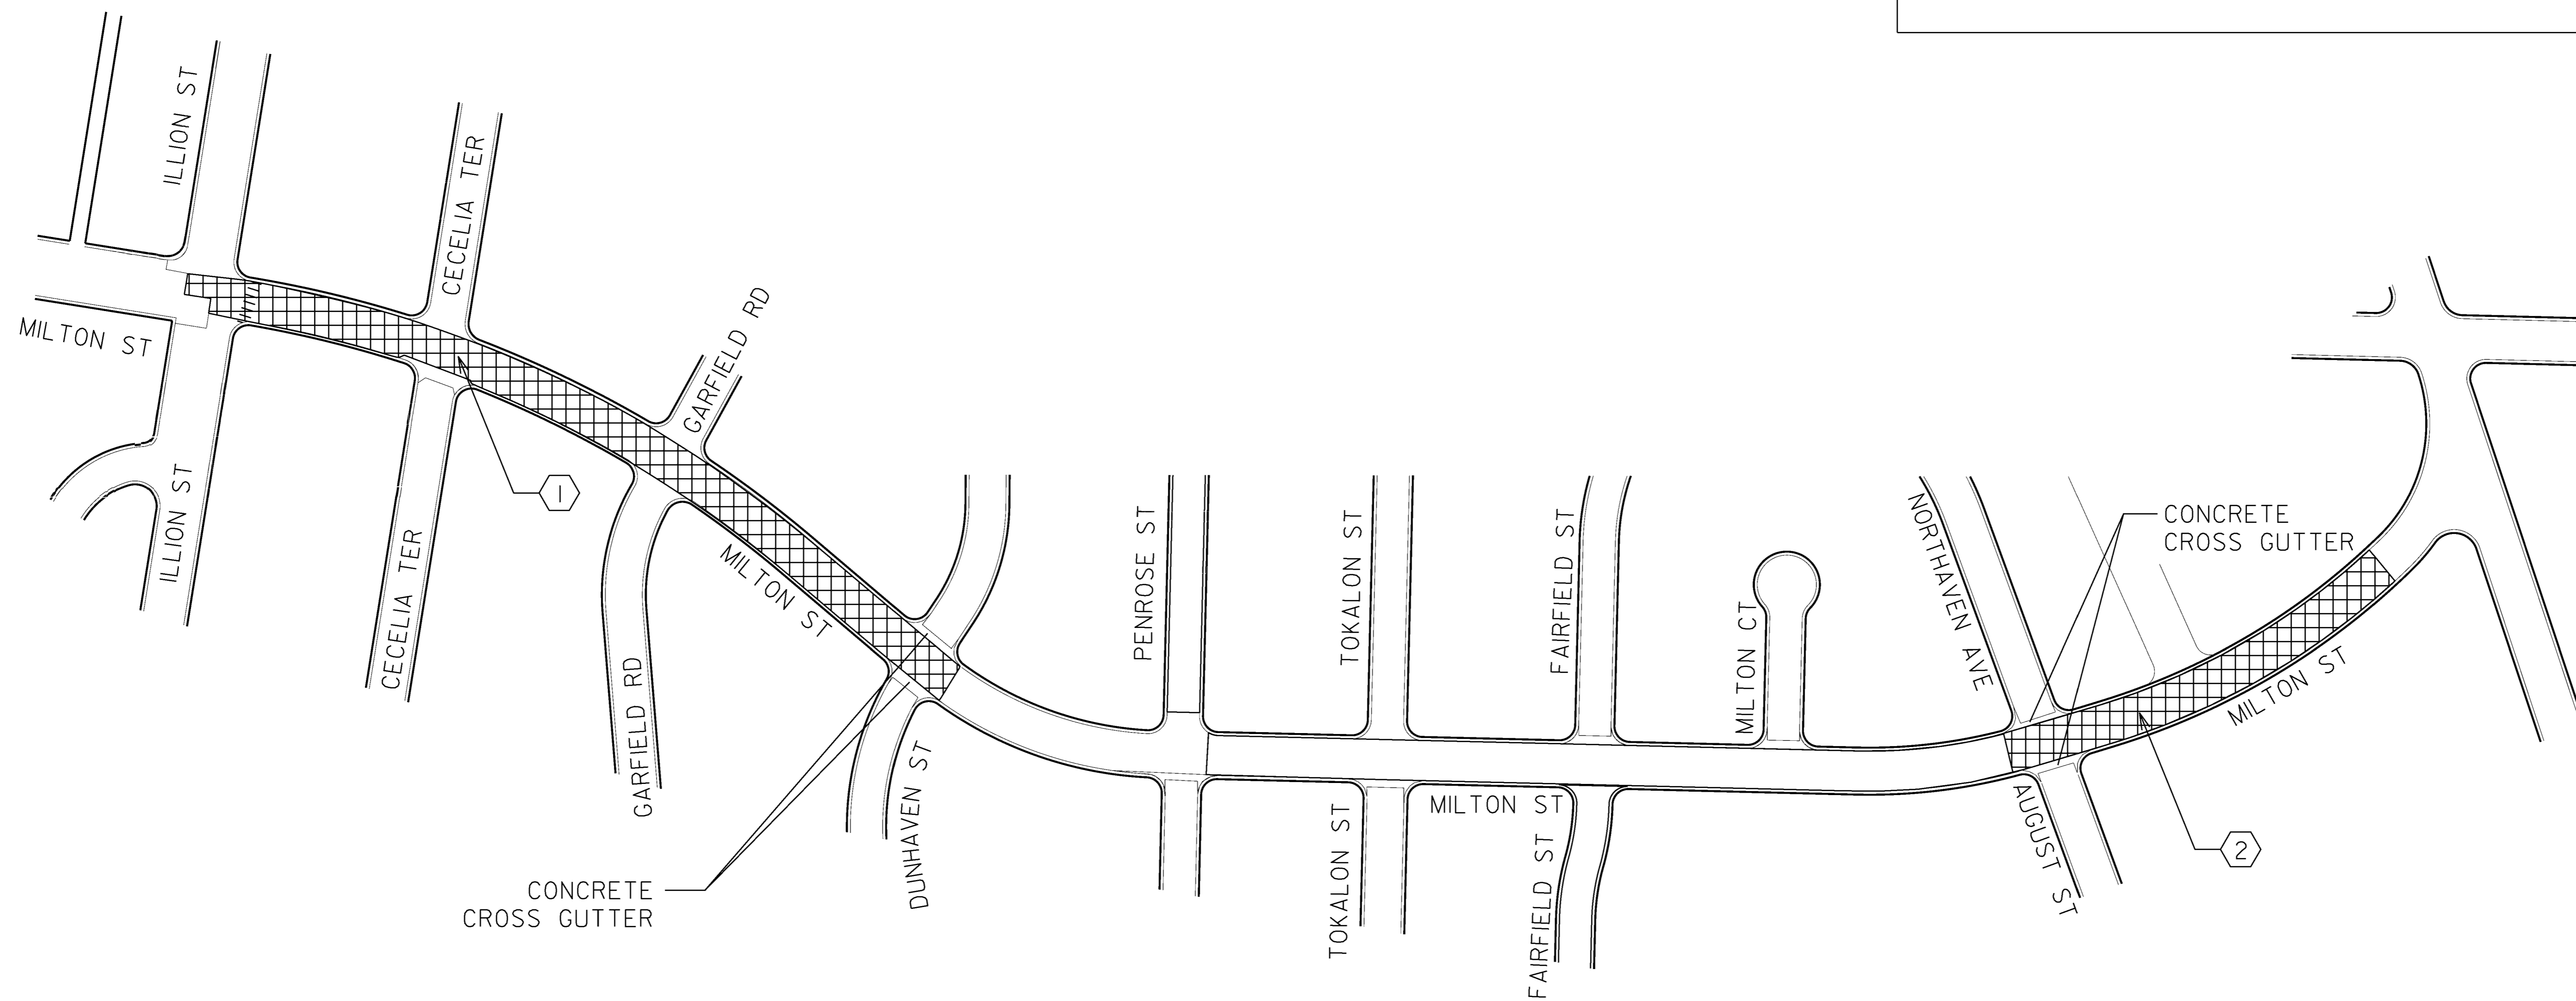 ILLION ST
CECELIA TER
GARFIELD RD
MILTON ST
1
ILLION ST
CECELIA TER
GARFIELD RD
MILTON ST
DUNHAVEN ST
CONCRETE
CROSS GUTTER
PENROSE ST
TOKALON ST
FAIRFIELD ST
MILTON CT
NORTHAVEN AVE
CONCRETE
CROSS GUTTER
MILTON ST
MILTON ST
TOKALON ST
FAIRFIELD ST
AUGUST ST
2